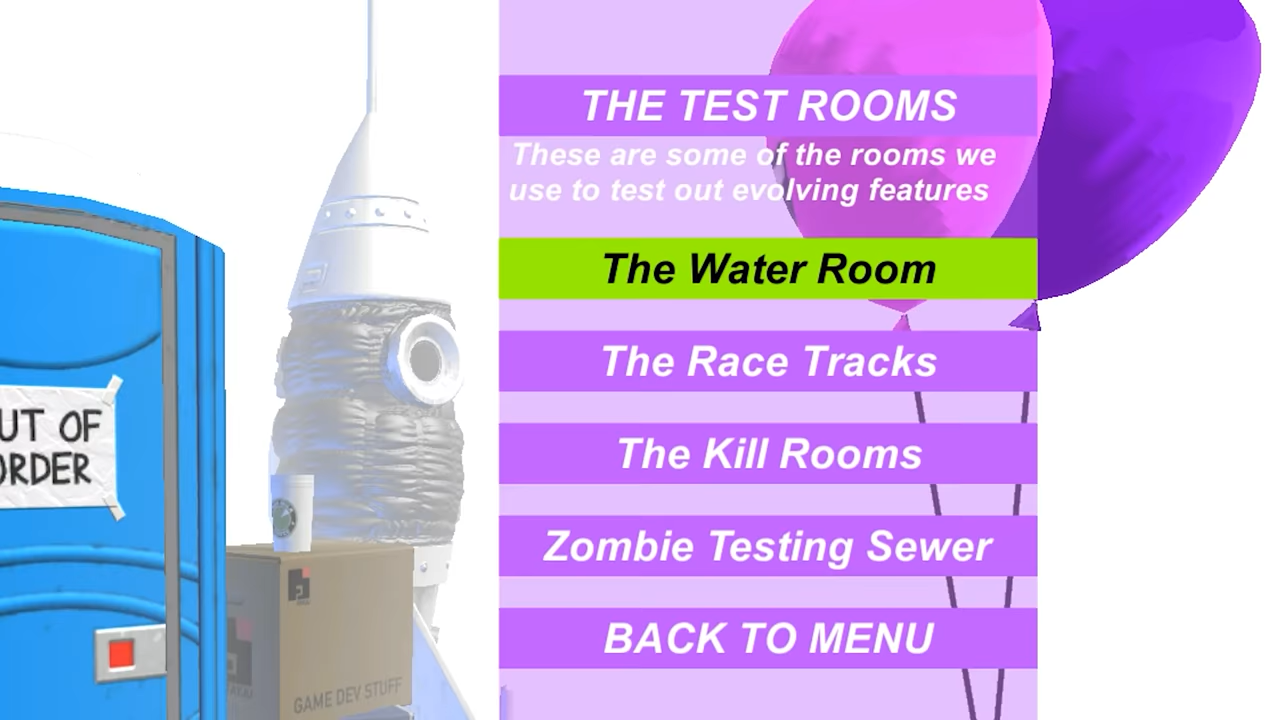 THE TEST ROOMS
These are some of the rooms we
use to test out evolving features
The Water Room
The Race Tracks
The Kill Rooms
Zombie Testing Sewer
BACK TO MENU
UT OF
ORDER
GAME DEV STUFF